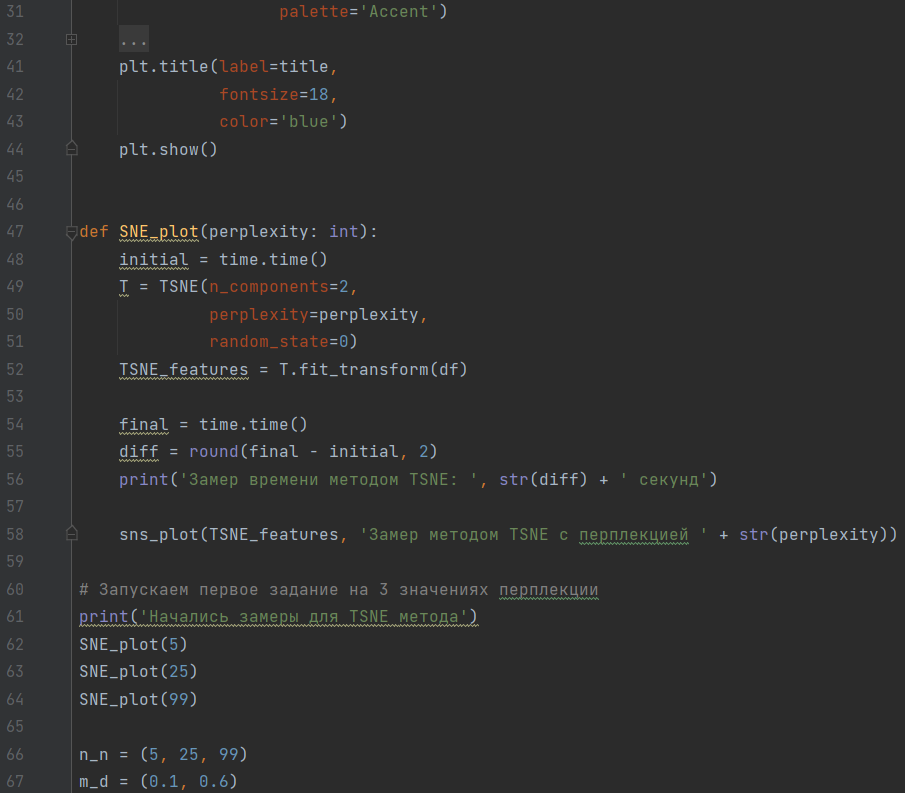 31                     palette='Accent')
32     ...
41     plt.title(label=title,
42               fontsize=18,
43               color='blue')
44     plt.show()
45
46
47 def SNE_plot(perplexity: int):
48     initial = time.time()
49     T = TSNE(n_components=2,
50              perplexity=perplexity,
51              random_state=0)
52     TSNE_features = T.fit_transform(df)
53
54     final = time.time()
55     diff = round(final - initial, 2)
56     print('Замер времени методом TSNE: ', str(diff) + ' секунд')
57
58     sns_plot(TSNE_features, 'Замер методом TSNE с перплекцией ' + str(perplexity))
59
60 # Запускаем первое задание на 3 значениях перплекции
61 print('Начались замеры для TSNE метода')
62 SNE_plot(5)
63 SNE_plot(25)
64 SNE_plot(99)
65
66 n_n = (5, 25, 99)
67 m_d = (0.1, 0.6)